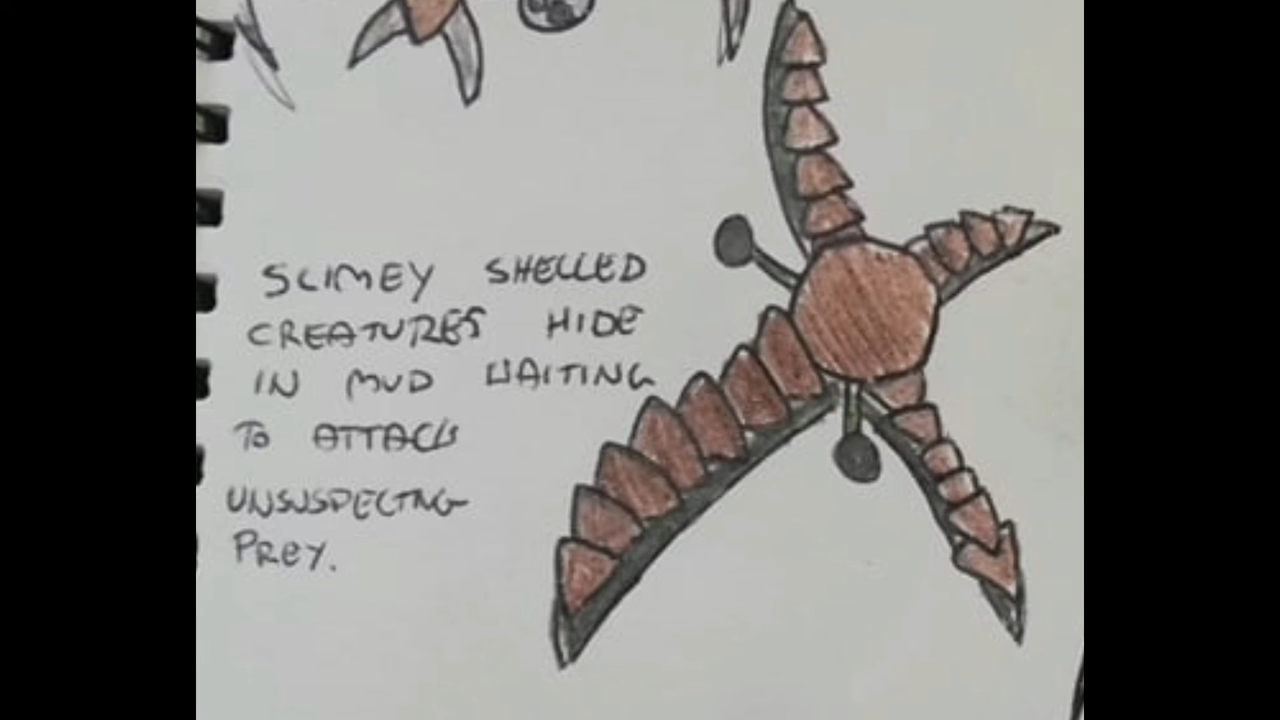 SLIMEY SHELLED
CREATURES HIDE
IN MUD WAITING
TO ATTACK
UNSUSPECTING
PREY.